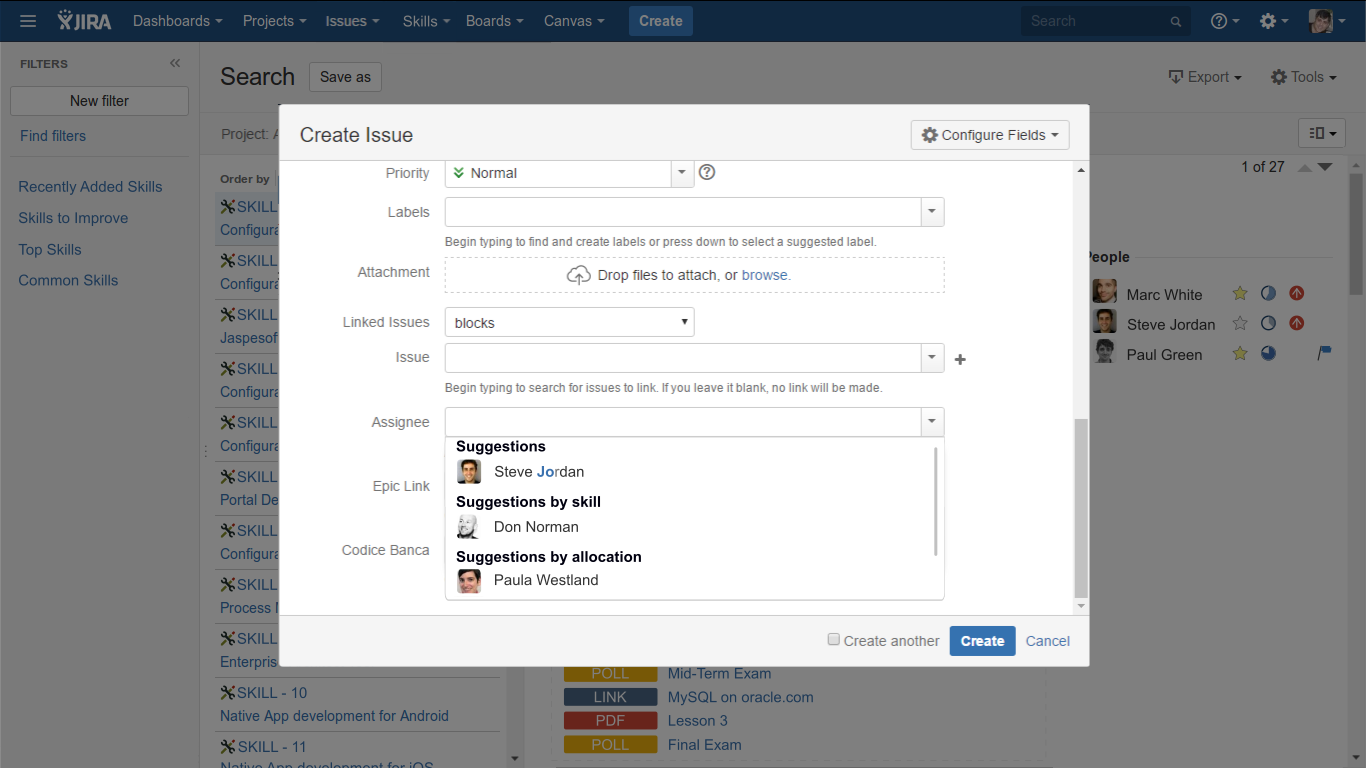 JIRA Dashboards Projects Issues Skills Boards Canvas Create Search
FILTERS
New filter
Find filters
Recently Added Skills
Skills to Improve
Top Skills
Common Skills
Search Save as Export Tools
Project:
Order by
SKILL
SKILL
SKILL
Jaspesof
SKILL
SKILL
SKILL
Portal De
SKILL
SKILL
Process
SKILL
Enterpris
SKILL - 10
Native App development for Android
SKILL - 11
Native App development for iOS
Create Issue Configure Fields
Priority Normal
Labels
Begin typing to find and create labels or press down to select a suggested label.
Attachment Drop files to attach, or browse.
Linked Issues blocks
Issue
Begin typing to search for issues to link. If you leave it blank, no link will be made.
Assignee
Suggestions
Steve Jordan
Suggestions by skill
Don Norman
Suggestions by allocation
Paula Westland
Epic Link
Codice Banca
Create another Create Cancel
1 of 27
People
Marc White
Steve Jordan
Paul Green
POLL Mid-Term Exam
LINK MySQL on oracle.com
PDF Lesson 3
POLL Final Exam